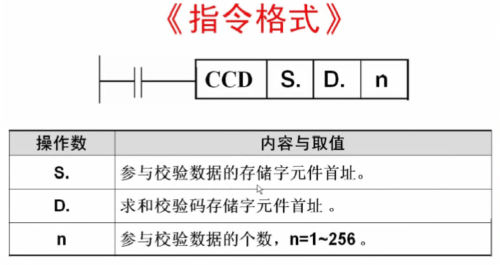 《指令格式》
CCD S. D. n
操作数 内容与取值
S. 参与校验数据的存储字元件首址。
D. 求和校验码存储字元件首址 。
n 参与校验数据的个数，n=1~256 。